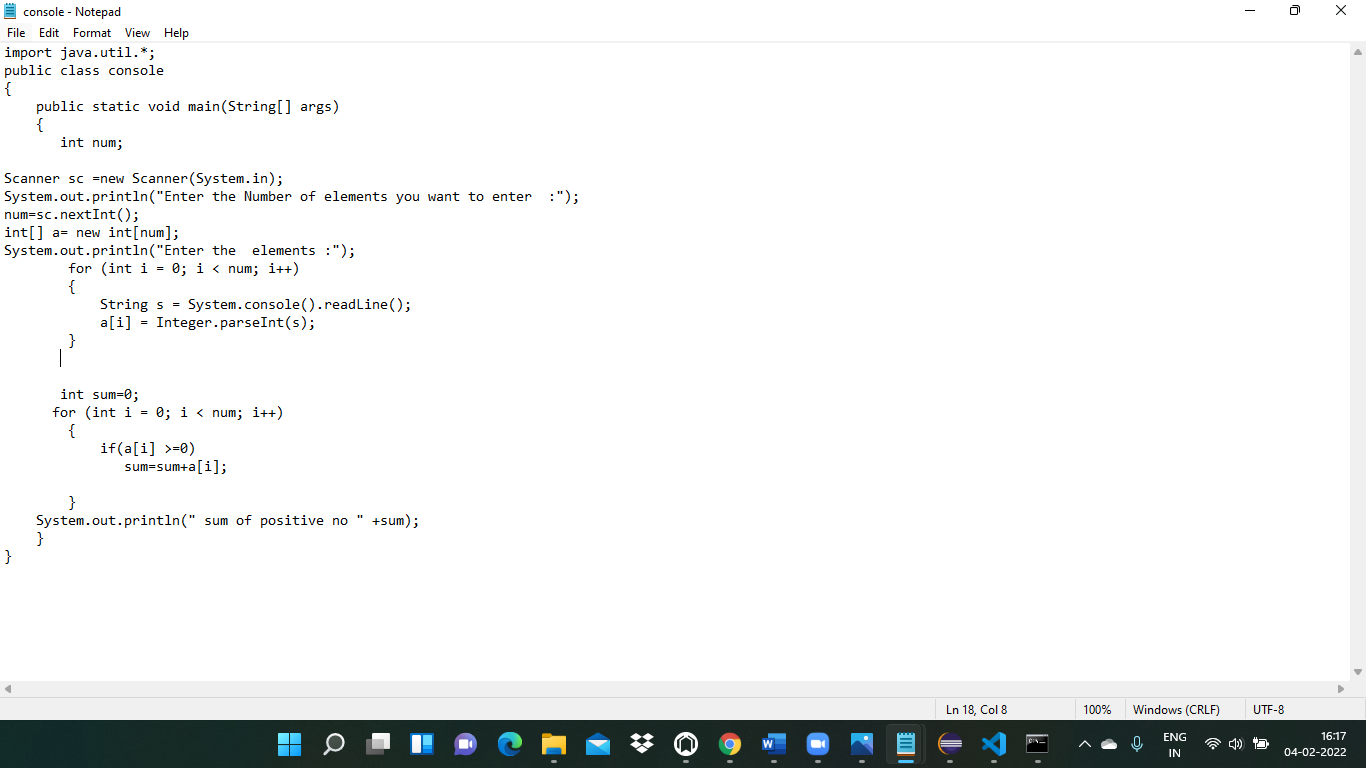 console - Notepad
File Edit Format View Help
import java.util.*;
public class console
{
    public static void main(String[] args)
    {
       int num;

Scanner sc =new Scanner(System.in);
System.out.println("Enter the Number of elements you want to enter  :");
num=sc.nextInt();
int[] a= new int[num];
System.out.println("Enter the  elements :");
        for (int i = 0; i < num; i++)
        {
            String s = System.console().readLine();
            a[i] = Integer.parseInt(s);
        }

       int sum=0;
      for (int i = 0; i < num; i++)
        {
            if(a[i] >=0)
               sum=sum+a[i];

        }
    System.out.println(" sum of positive no " +sum);
    }
}
Ln 18, Col 8 100% Windows (CRLF) UTF-8
ENG 16:17
IN 04-02-2022